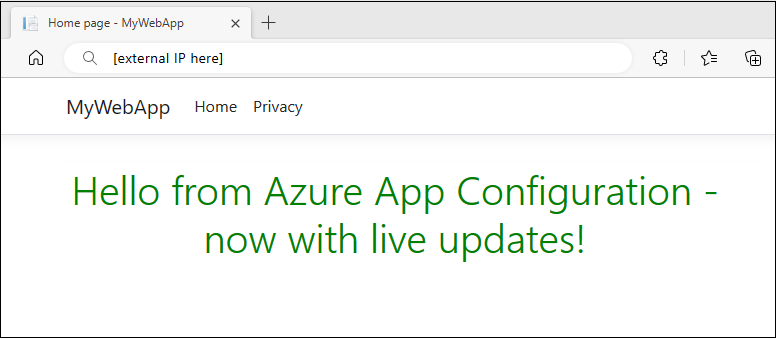 Home page - MyWebApp
[external IP here]
MyWebApp Home Privacy
Hello from Azure App Configuration -
now with live updates!